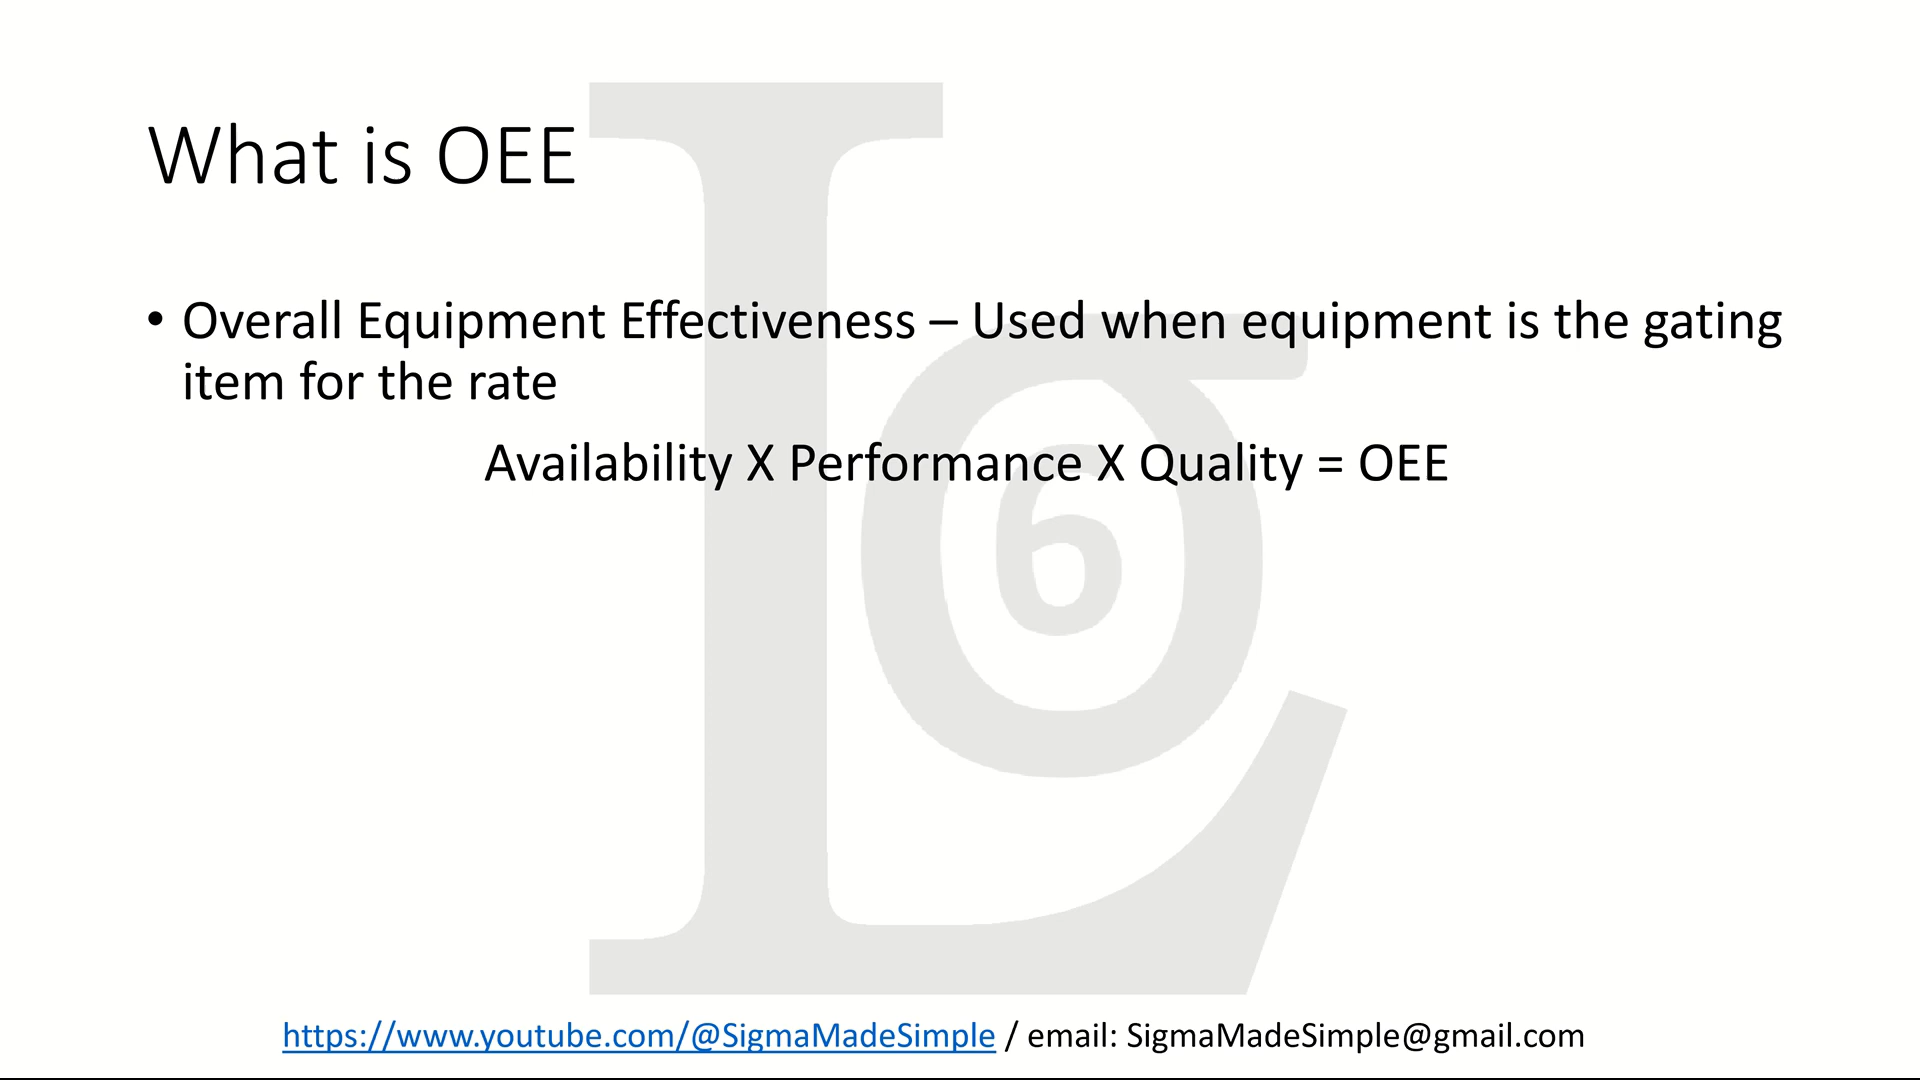 What is OEE
• Overall Equipment Effectiveness – Used when equipment is the gating
item for the rate
Availability X Performance X Quality = OEE
L
σ
6
https://www.youtube.com/@SigmaMadeSimple / email: SigmaMadeSimple@gmail.com